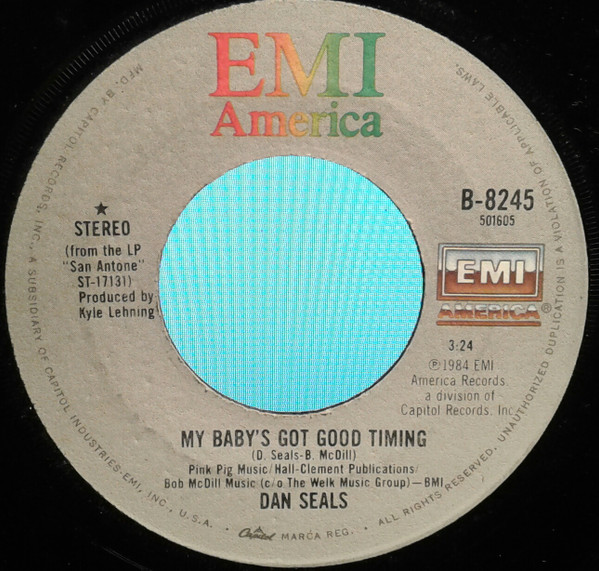 EMI
America
★
STEREO
(from the LP
"San Antone"
ST-17131)
Produced by
Kyle Lehning
B-8245
501605
EMI
AMERICA®
3:24
Ⓟ1984 EMI
America Records
a division of
Capitol Records, Inc.
MY BABY'S GOT GOOD TIMING
(D. Seals-B. McDill)
Pink Pig Music/Hall-Clement Publications/
Bob McDill Music (c/o The Welk Music Group)—BMI
DAN SEALS
MFD. BY CAPITOL RECORDS, INC., A SUBSIDIARY OF CAPITOL INDUSTRIES-EMI, INC., U.S.A. • Capitol MARCA REG. • ALL RIGHTS RESERVED. UNAUTHORIZED DUPLICATION IS A VIOLATION OF APPLICABLE LAWS.